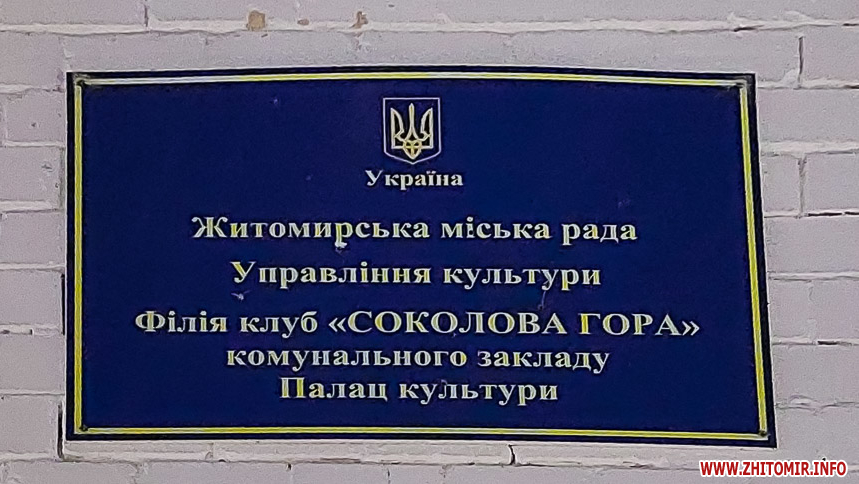 Україна
Житомирська міська рада
Управління культури
Філія клуб «СОКОЛОВА ГОРА»
комунального закладу
Палац культури
WWW.ZHITOMIR.INFO